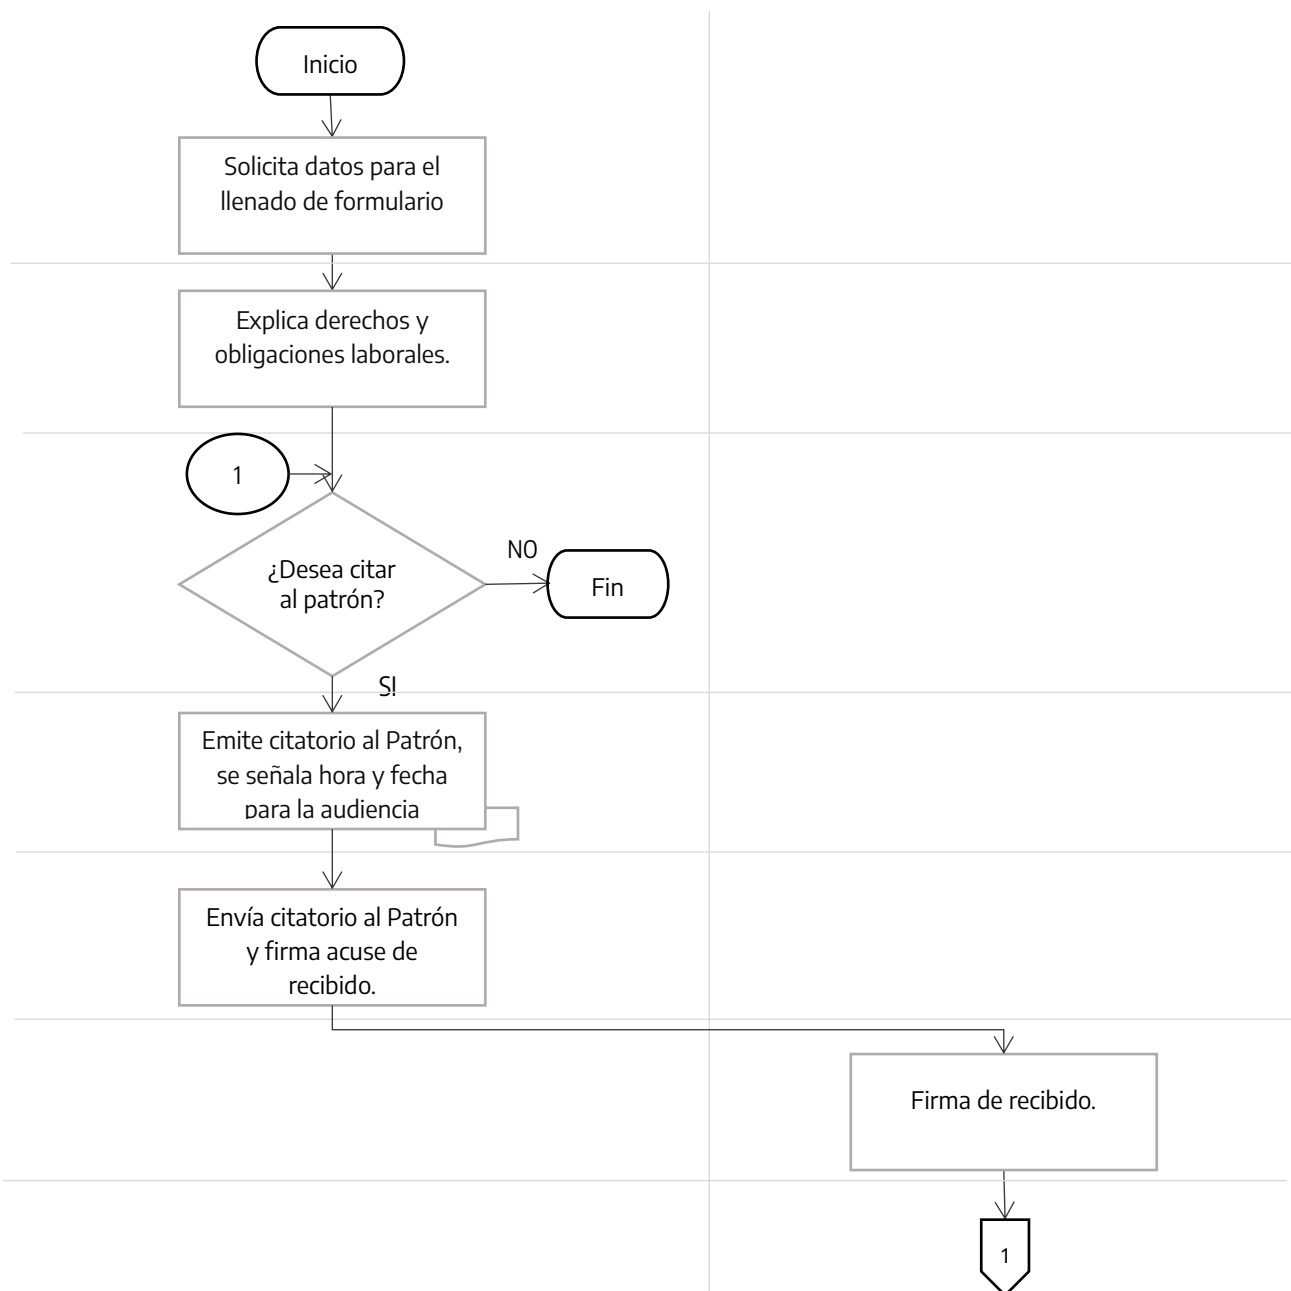 Inicio
Solicita datos para el
llenado de formulario
Explica derechos y
obligaciones laborales.
1
¿Desea citar
al patrón?
NO
Fin
SI
Emite citatorio al Patrón,
se señala hora y fecha
para la audiencia
Envía citatorio al Patrón
y firma acuse de
recibido.
Firma de recibido.
1